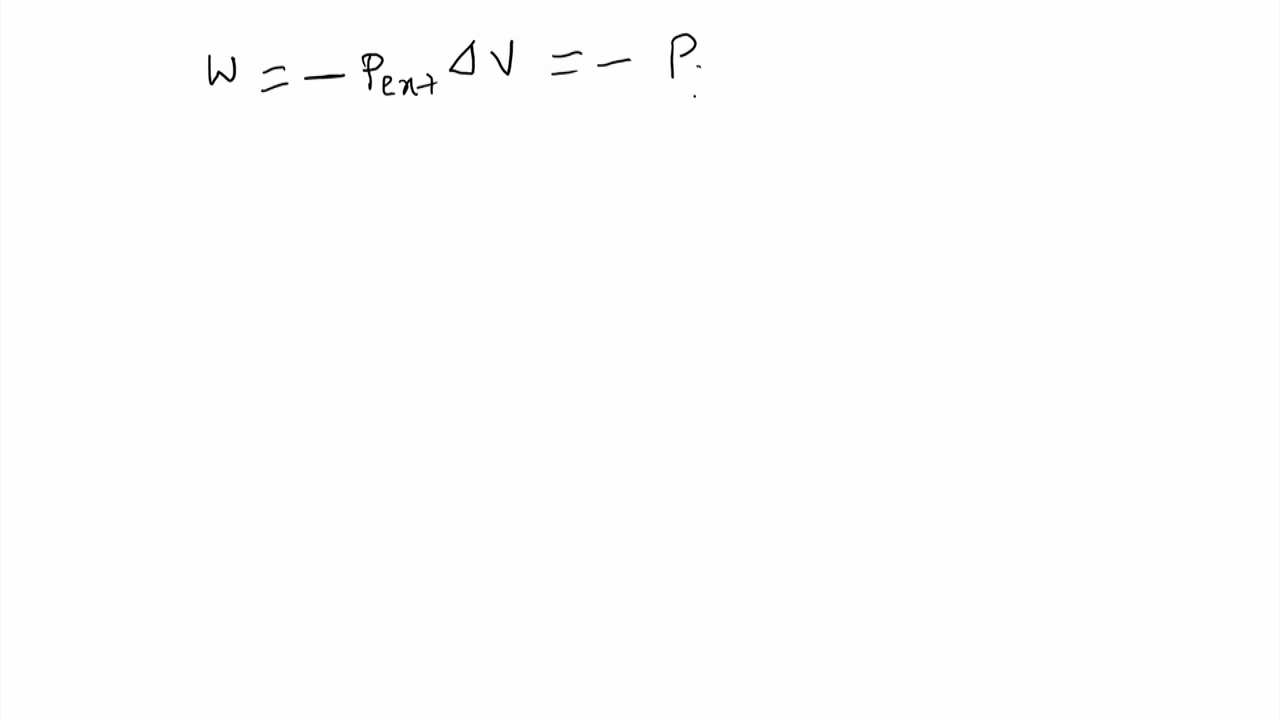 W = - Pext ΔV = - P